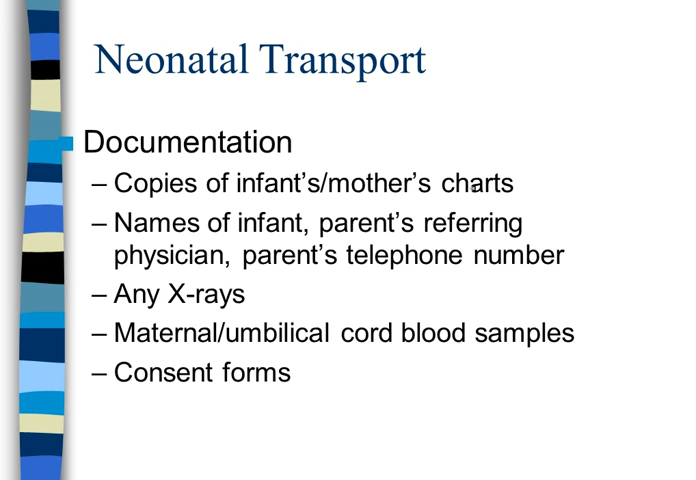 Neonatal Transport
Documentation
– Copies of infant’s/mother’s charts
– Names of infant, parent’s referring
physician, parent’s telephone number
– Any X-rays
– Maternal/umbilical cord blood samples
– Consent forms